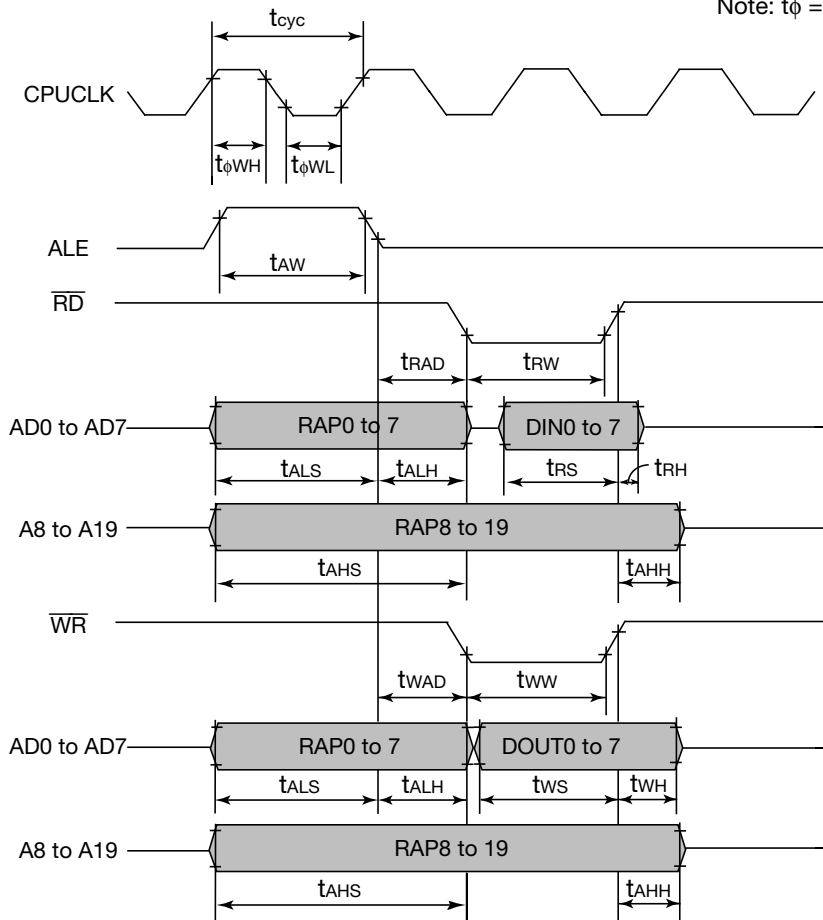 Note: tϕ =
tcyc
CPUCLK
tϕWH
tϕWL
ALE
tAW
RD
tRAD
tRW
AD0 to AD7
RAP0 to 7
DIN0 to 7
tALS
tALH
tRS
tRH
A8 to A19
RAP8 to 19
tAHS
tAHH
WR
tWAD
tWW
AD0 to AD7
RAP0 to 7
DOUT0 to 7
tALS
tALH
tWS
tWH
A8 to A19
RAP8 to 19
tAHS
tAHH